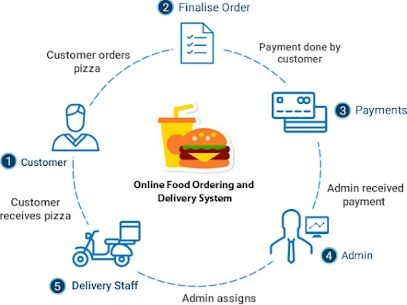 2 Finalise Order
Customer orders
pizza
Payment done by
customer
3 Payments
1 Customer
Online Food Ordering and
Delivery System
Customer
receives pizza
Admin received
payment
4 Admin
5 Delivery Staff
Admin assigns